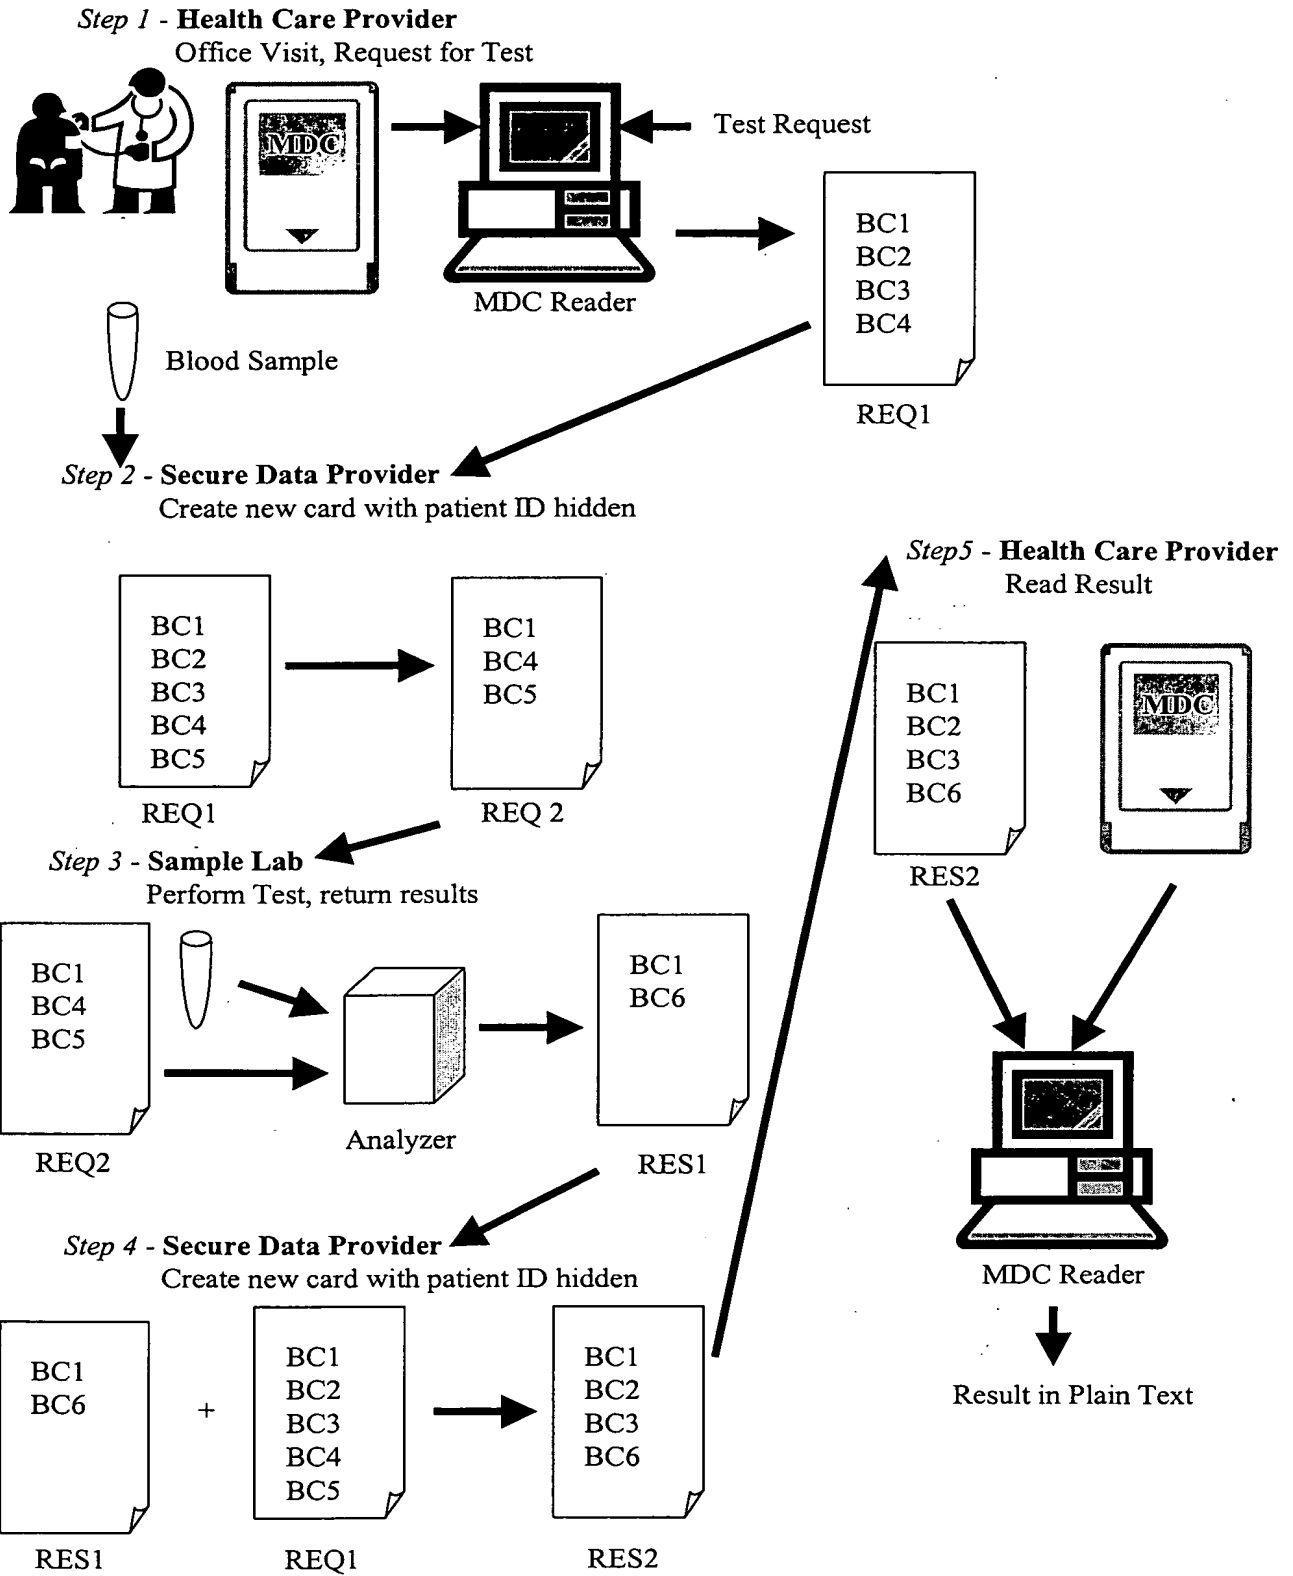 Step 1 - Health Care Provider
Office Visit, Request for Test
MDC
Test Request
MDC Reader
BC1
BC2
BC3
BC4
REQ1
Blood Sample
Step 2 - Secure Data Provider
Create new card with patient ID hidden
BC1
BC2
BC3
BC4
BC5
REQ1
BC1
BC4
BC5
REQ 2
Step 3 - Sample Lab
Perform Test, return results
BC1
BC4
BC5
REQ2
Analyzer
BC1
BC6
RES1
Step 4 - Secure Data Provider
Create new card with patient ID hidden
BC1
BC6
RES1
+
BC1
BC2
BC3
BC4
BC5
REQ1
BC1
BC2
BC3
BC6
RES2
Step5 - Health Care Provider
Read Result
BC1
BC2
BC3
BC6
RES2
MDC
MDC Reader
Result in Plain Text